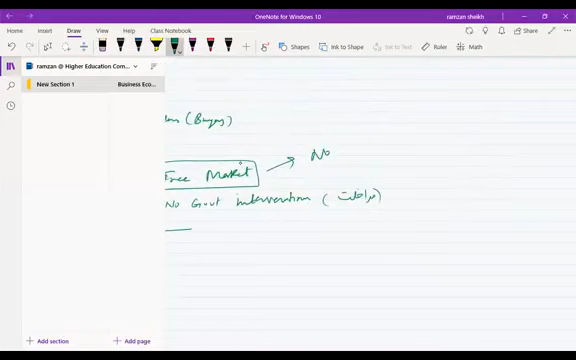 OneNote for Windows 10
ramzan sheikh
Home Insert Draw View Help Class Notebook
Share
Shapes Ink to Shape Ink to Text Ruler Math
ramzan @ Higher Education Com...
New Section 1 Business Eco...
(Buyers)
Free Market → No
No Govt intervention (مداخلت)
Add section Add page